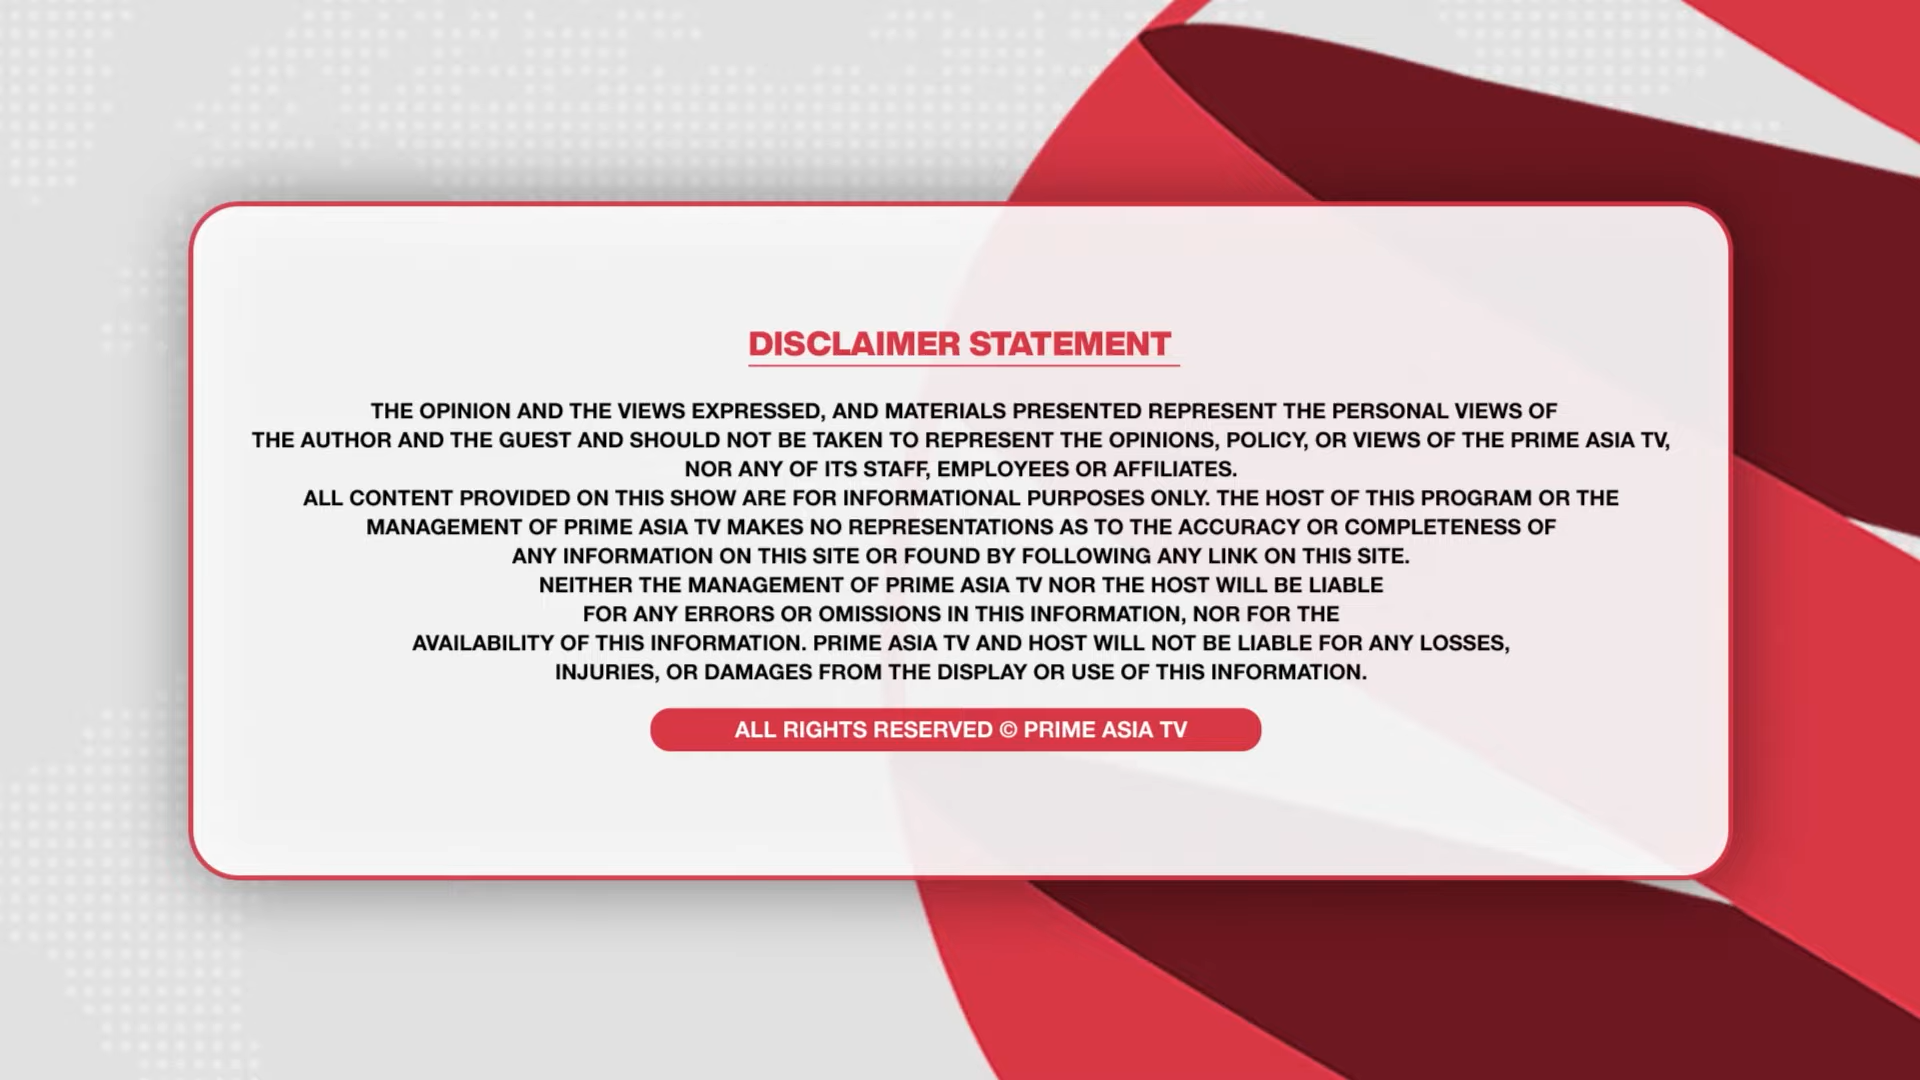 DISCLAIMER STATEMENT
THE OPINION AND THE VIEWS EXPRESSED, AND MATERIALS PRESENTED REPRESENT THE PERSONAL VIEWS OF
THE AUTHOR AND THE GUEST AND SHOULD NOT BE TAKEN TO REPRESENT THE OPINIONS, POLICY, OR VIEWS OF THE PRIME ASIA TV,
NOR ANY OF ITS STAFF, EMPLOYEES OR AFFILIATES.
ALL CONTENT PROVIDED ON THIS SHOW ARE FOR INFORMATIONAL PURPOSES ONLY. THE HOST OF THIS PROGRAM OR THE
MANAGEMENT OF PRIME ASIA TV MAKES NO REPRESENTATIONS AS TO THE ACCURACY OR COMPLETENESS OF
ANY INFORMATION ON THIS SITE OR FOUND BY FOLLOWING ANY LINK ON THIS SITE.
NEITHER THE MANAGEMENT OF PRIME ASIA TV NOR THE HOST WILL BE LIABLE
FOR ANY ERRORS OR OMISSIONS IN THIS INFORMATION, NOR FOR THE
AVAILABILITY OF THIS INFORMATION. PRIME ASIA TV AND HOST WILL NOT BE LIABLE FOR ANY LOSSES,
INJURIES, OR DAMAGES FROM THE DISPLAY OR USE OF THIS INFORMATION.
ALL RIGHTS RESERVED © PRIME ASIA TV